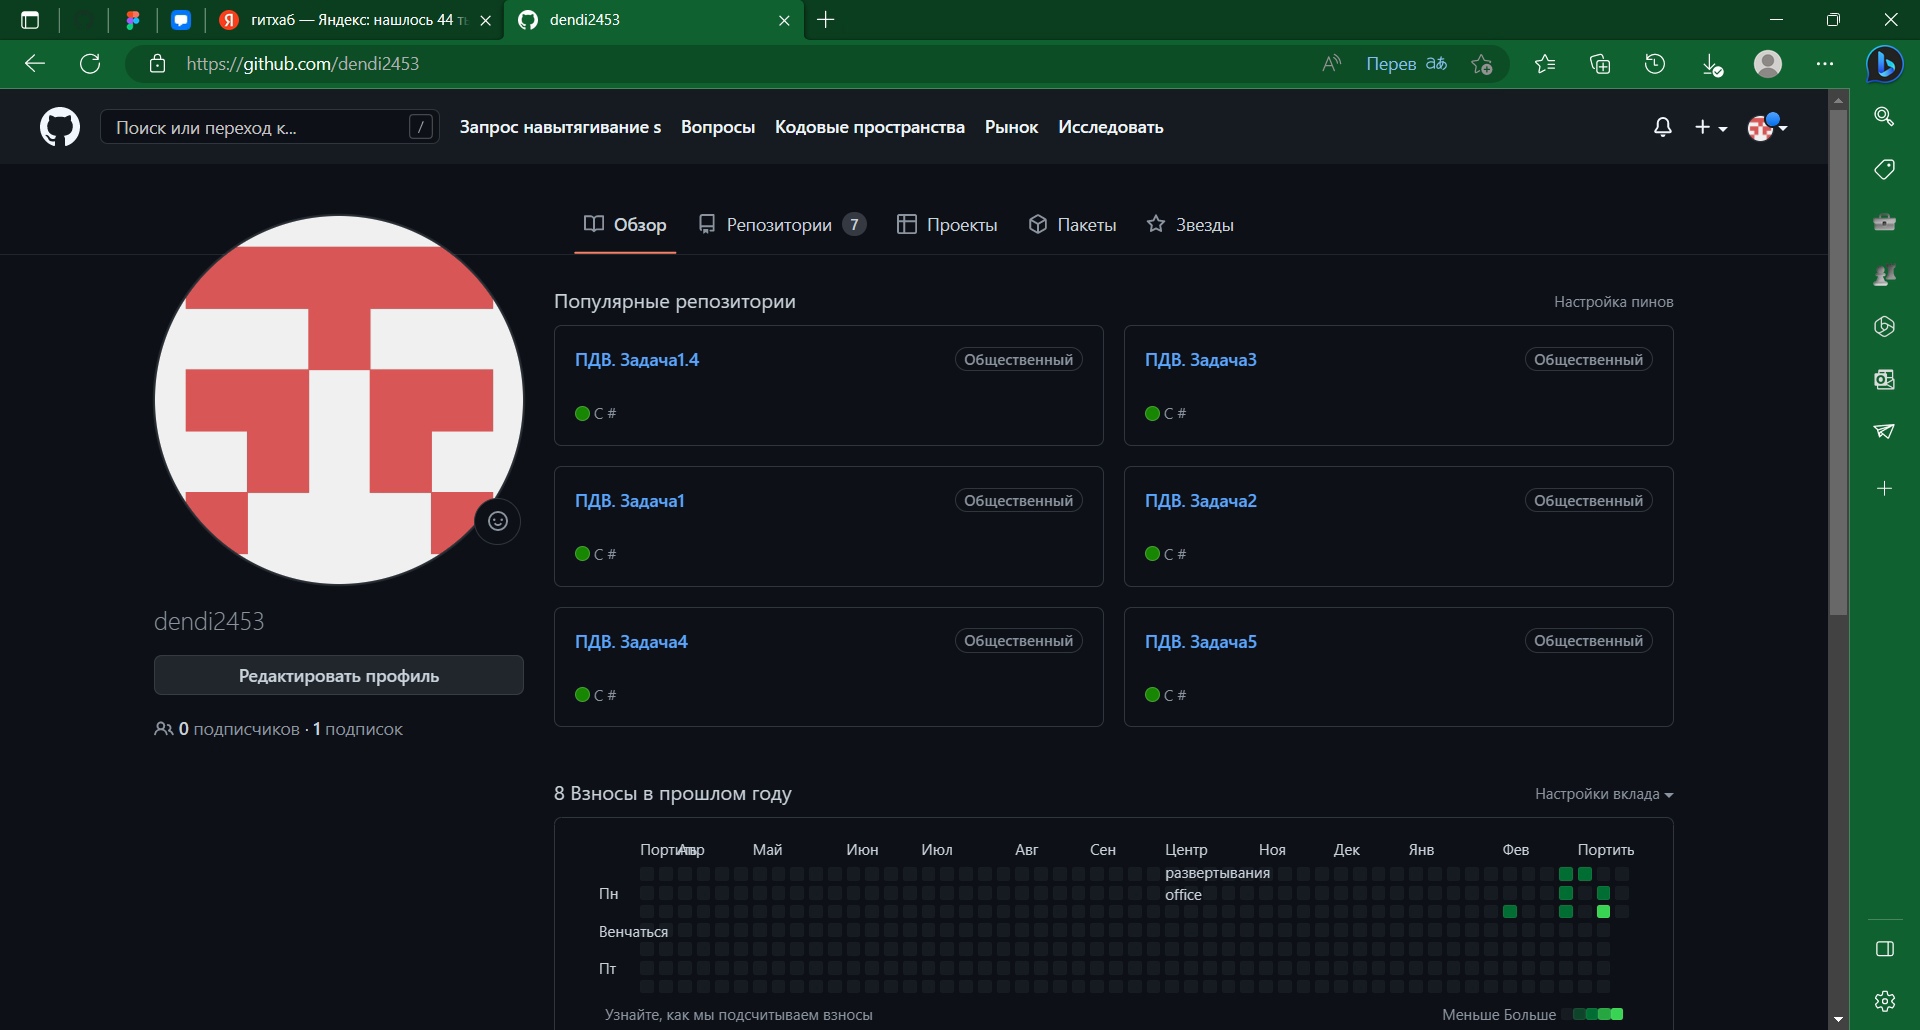 гитхаб — Яндекс: нашлось 44
dendi2453
https://github.com/dendi2453
Перев
Поиск или переход к...
/
Запрос навытягивание s Вопросы Кодовые пространства Рынок Исследовать
Обзор Репозитории 7 Проекты Пакеты Звезды
Популярные репозитории
Настройка пинов
ПДВ. Задача1.4 Общественный
C #
ПДВ. Задача3 Общественный
C #
ПДВ. Задача1 Общественный
C #
ПДВ. Задача2 Общественный
C #
ПДВ. Задача4 Общественный
C #
ПДВ. Задача5 Общественный
C #
dendi2453
Редактировать профиль
0 подписчиков · 1 подписок
8 Взносы в прошлом году
Настройки вклада
Портить Апр Май Июн Июл Авг Сен Центр развертывания office Ноя Дек Янв Фев Портить
Пн
Венчаться
Пт
Узнайте, как мы подсчитываем взносы
Меньше Больше